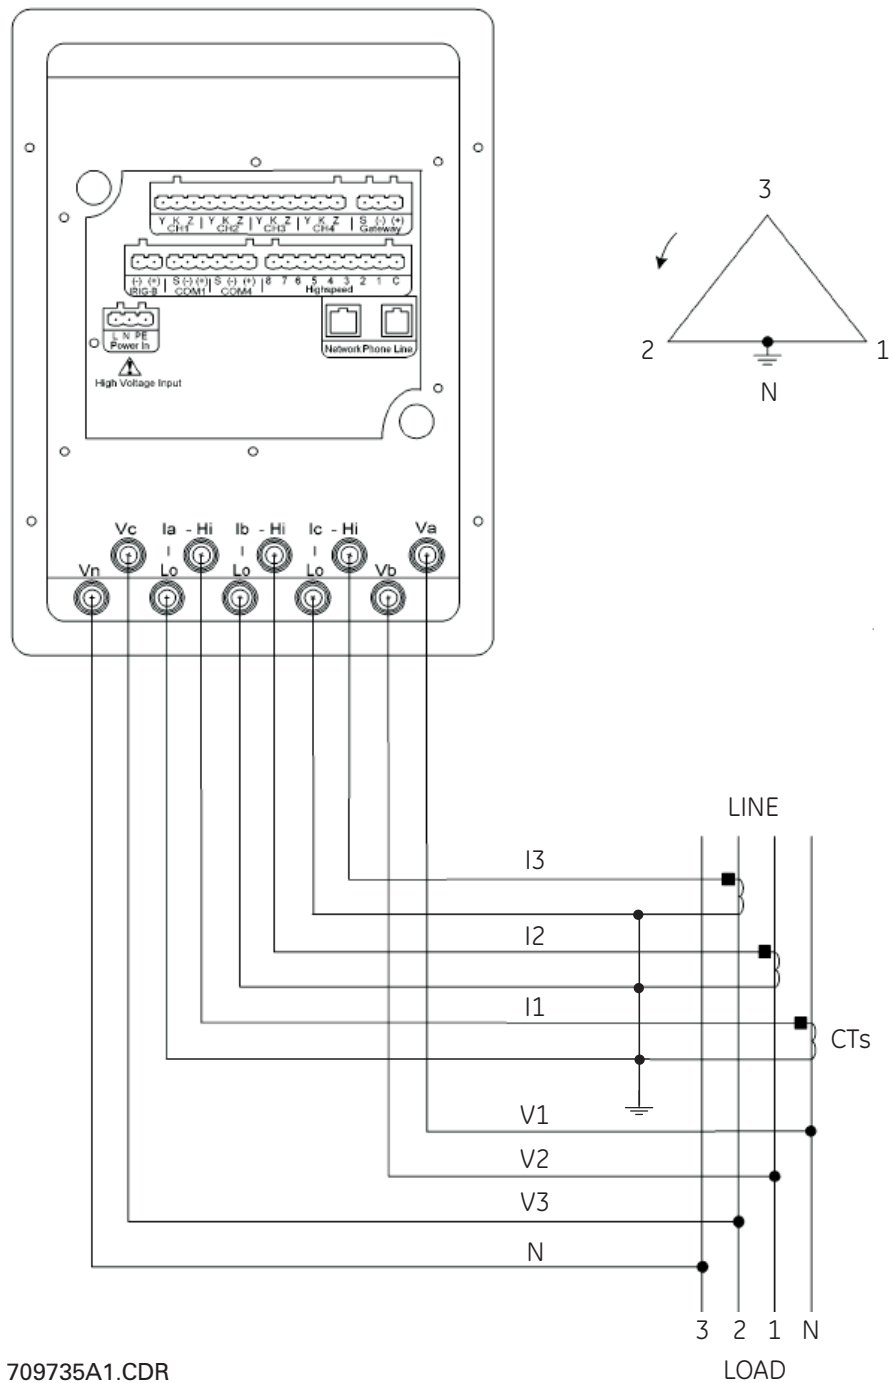 Y K Z | Y K Z | Y K Z | Y K Z | S (-) (+)
CH1 CH2 CH3 CH4 Gateway
(-) (+) | S (-) (+) | S (-) (+) | 8 7 6 5 4 3 2 1 C
IRIG-B COM1 COM4 Highspeed
L N PE
Power In
Network Phone Line
High Voltage Input
3
2
1
N
Vc Ia - Hi Ib - Hi Ic - Hi Va
Vn Lo Lo Lo Vb
LINE
I3
I2
I1
CTs
V1
V2
V3
N
3 2 1 N
LOAD
709735A1.CDR